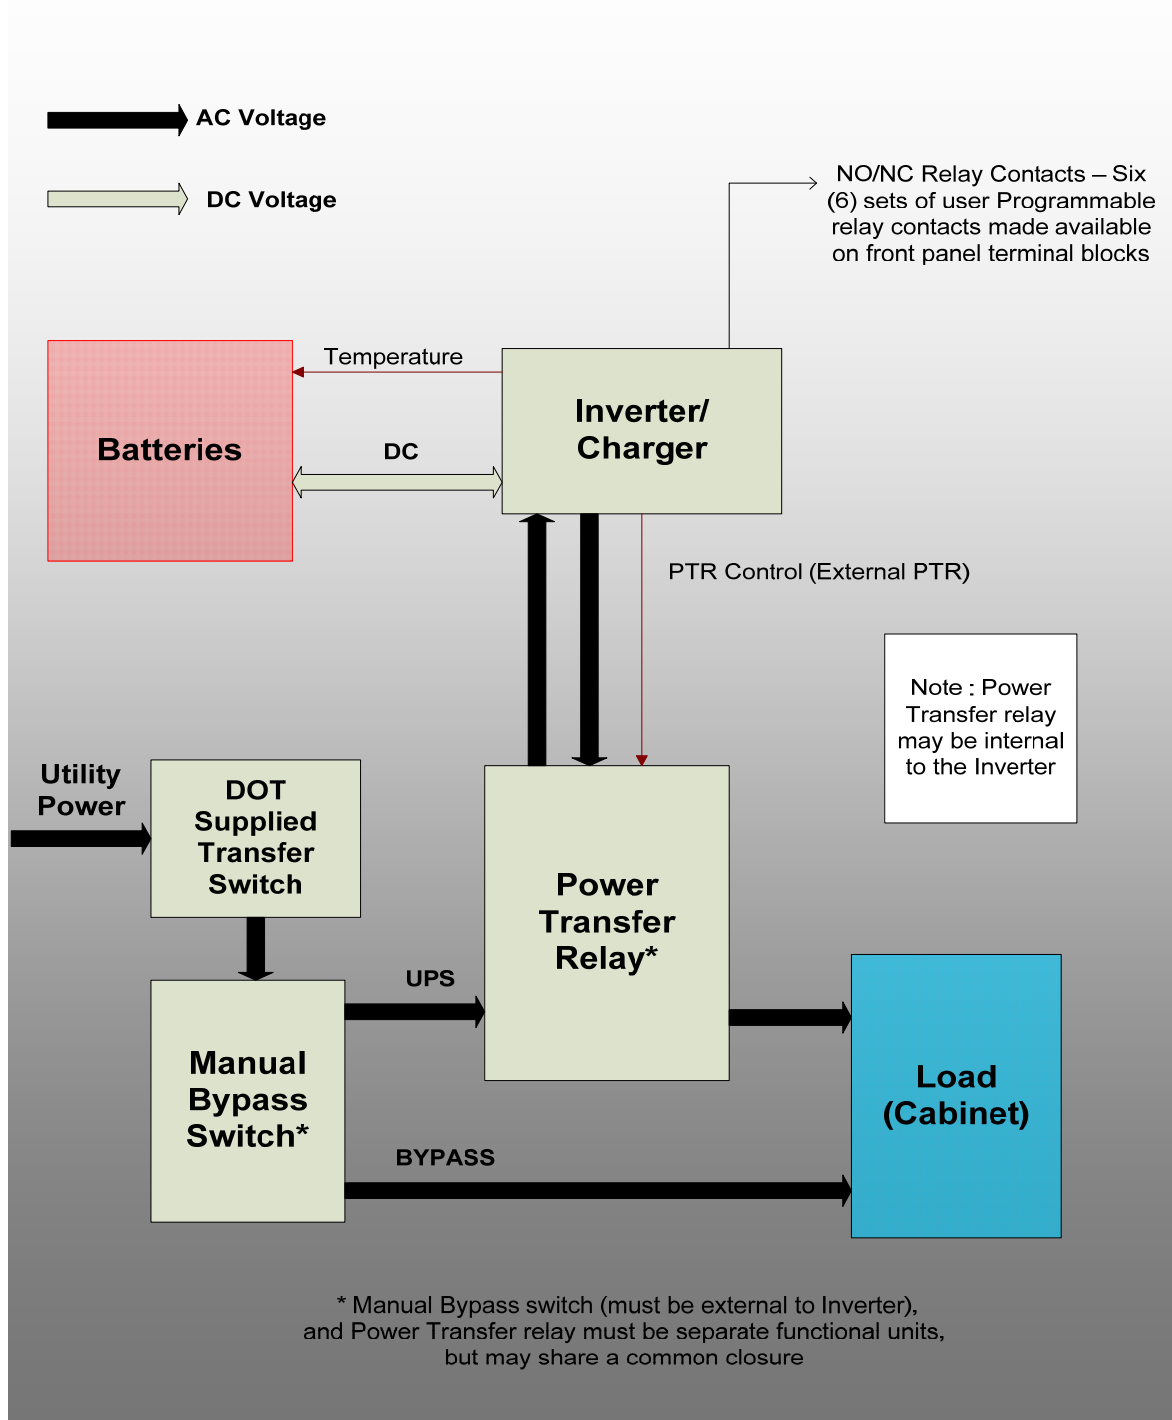 AC Voltage
DC Voltage
NO/NC Relay Contacts – Six
(6) sets of user Programmable
relay contacts made available
on front panel terminal blocks
Temperature
Batteries
DC
Inverter/
Charger
PTR Control (External PTR)
Note : Power
Transfer relay
may be internal
to the Inverter
Utility
Power
DOT
Supplied
Transfer
Switch
Power
Transfer
Relay*
UPS
Manual
Bypass
Switch*
Load
(Cabinet)
BYPASS
* Manual Bypass switch (must be external to Inverter),
and Power Transfer relay must be separate functional units,
but may share a common closure